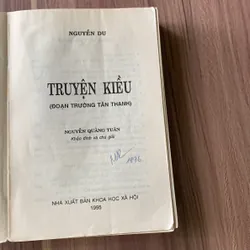 NGUYỄN DU
TRUYỆN KIỀU
(ĐOẠN TRƯỜNG TÂN THANH)
NGUYỄN QUẢNG TUÂN
Khảo đính và chú giải
NHÀ XUẤT BẢN KHOA HỌC XÃ HỘI
1995